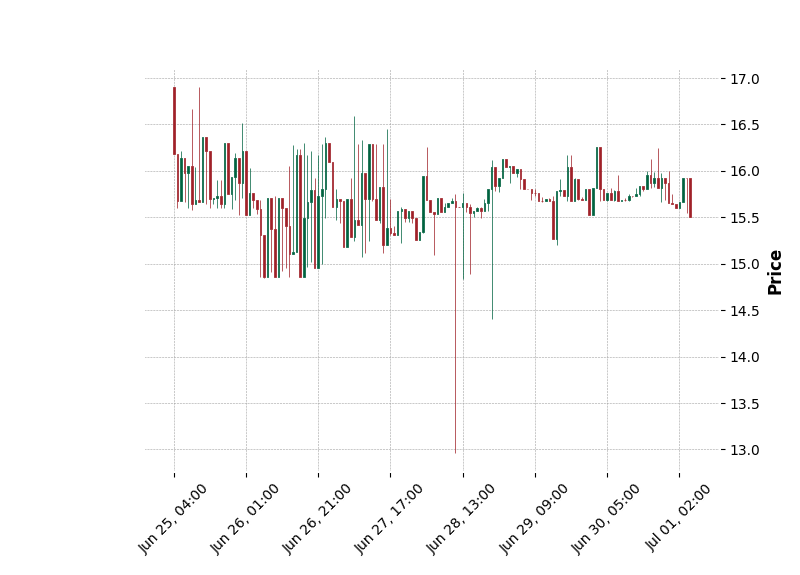 17.0
16.5
16.0
15.5
15.0
14.5
14.0
13.5
13.0
Price
Jun 25, 04:00
Jun 26, 01:00
Jun 26, 21:00
Jun 27, 17:00
Jun 28, 13:00
Jun 29, 09:00
Jun 30, 05:00
Jul 01, 02:00